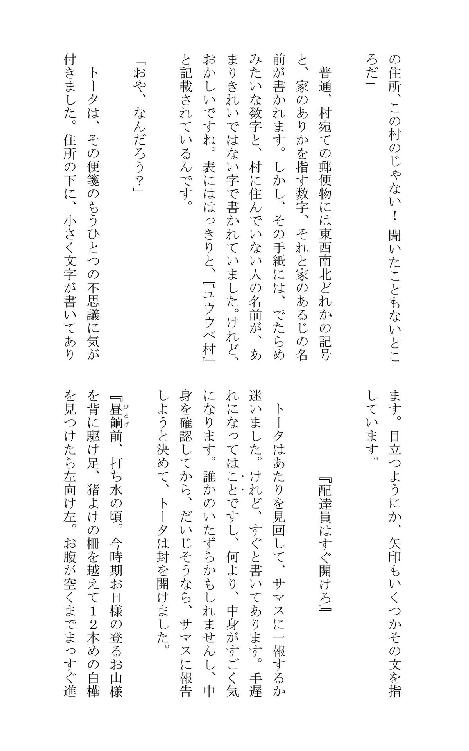 の住所、この村のじゃない！ 聞いたこともないとこ
ろだ」
普通、村宛ての郵便物には東西南北どれかの記号
と、家のありかを指す数字、それと家のあるじの名
前が書かれます。しかし、その手紙には、でたらめ
みたいな数字と、村に住んでいない人の名前が、あ
まりきれいではない字で書かれていました。けれど、
おかしいですね。表にははっきりと、『ユウウベ村』
と記載されているんです。
「おや、なんだろう？」
トータは、その便箋のもうひとつの不思議に気が
付きました。住所の下に、小さく文字が書いてあり
ます。目立つようにか、矢印もいくつかその文を指
しています。
『配達員はすぐ開けろ』
トータはあたりを見回して、サマスに一報するか
迷いました。けれど、すぐと書いてあります。手遅
れになってはことですし、何より、中身がすごく気
になります。誰かのいたずらかもしれませんし、中
身を確認してから、だいじそうなら、サマスに報告
しようと決めて、トータは封を開けました。
『昼餉前、打ち水の頃。今時期お日様の登るお山様
を背に駆け足、猪よけの柵を越えて１２本めの白樺
を見つけたら左向け左。お腹が空くまでまっすぐ進